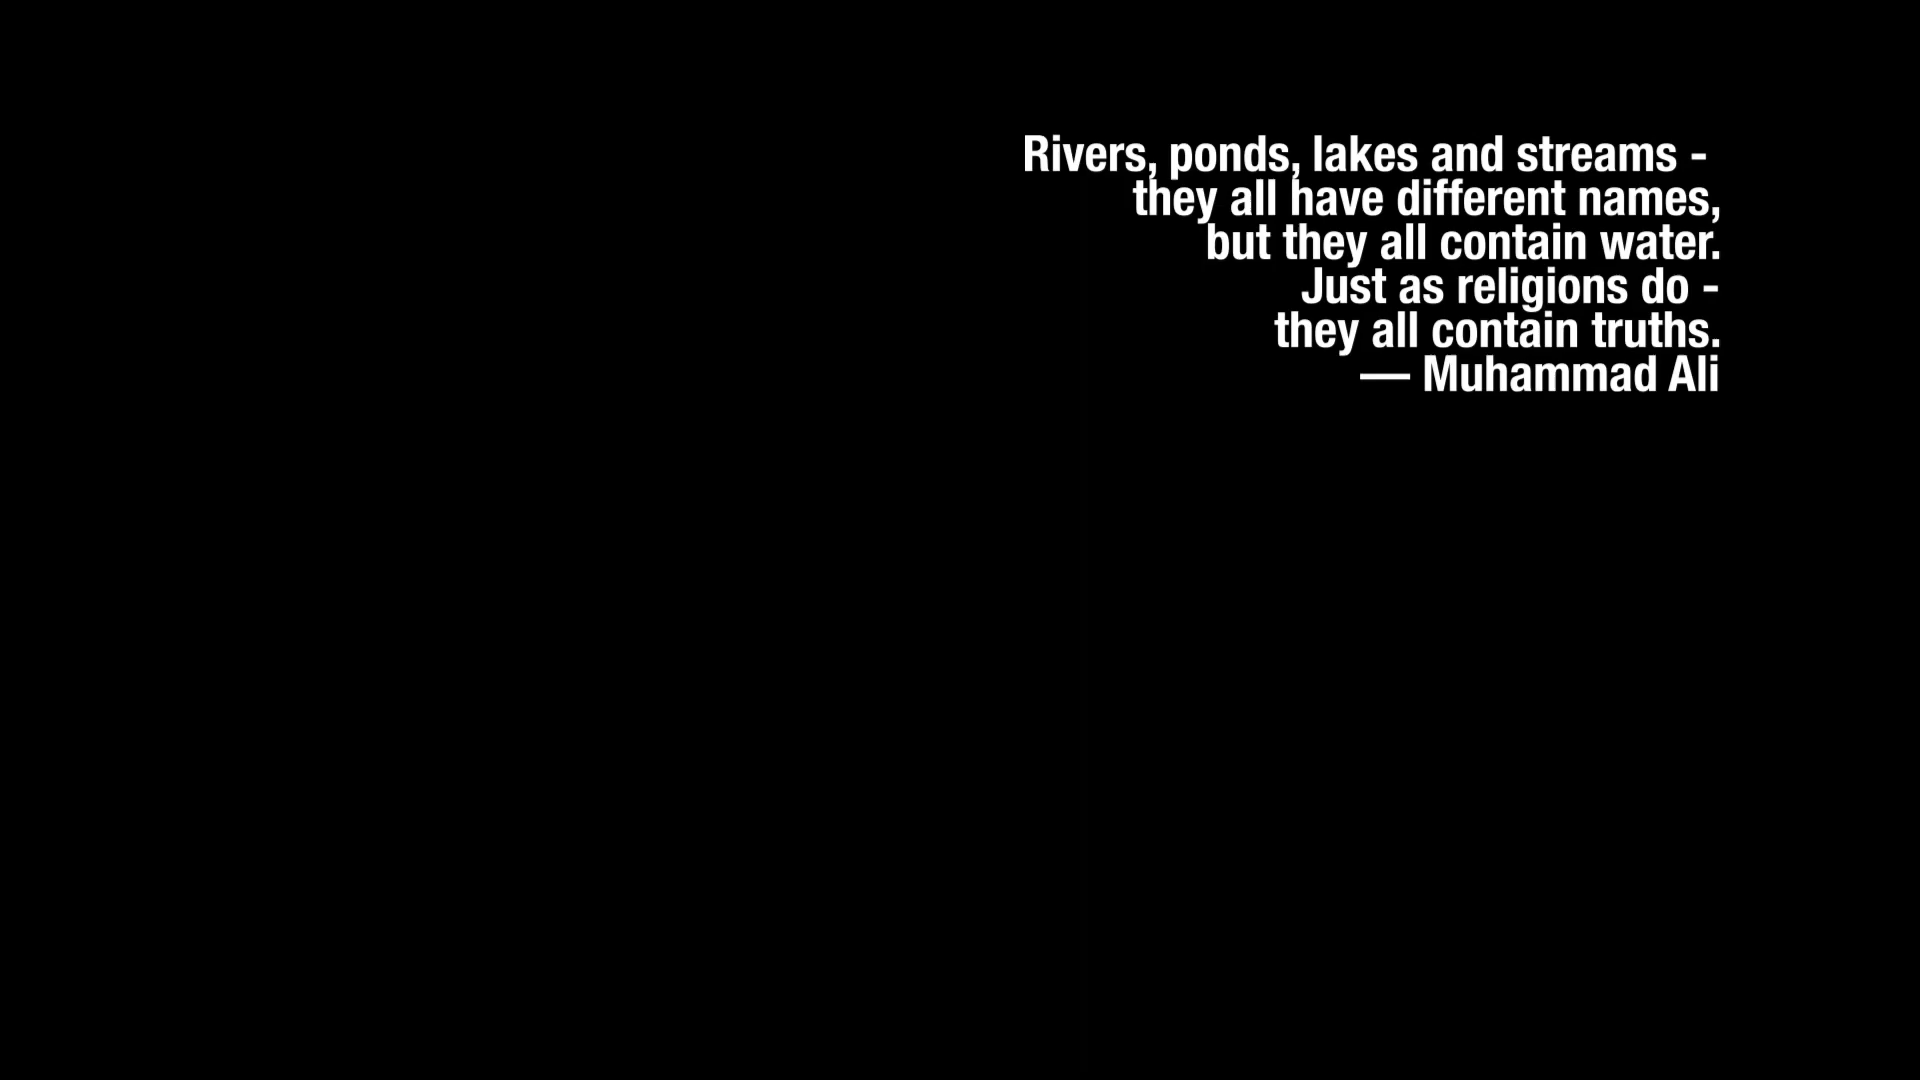 Rivers, ponds, lakes and streams -
they all have different names,
but they all contain water.
Just as religions do -
they all contain truths.
— Muhammad Ali